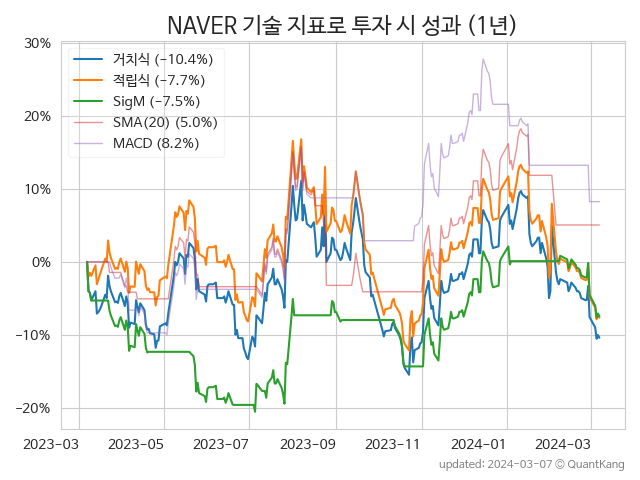 NAVER 기술 지표로 투자 시 성과 (1년)
30%
20%
10%
0%
−10%
−20%
거치식 (−10.4%)
적립식 (−7.7%)
SigM (−7.5%)
SMA(20) (5.0%)
MACD (8.2%)
2023-03
2023-05
2023-07
2023-09
2023-11
2024-01
2024-03
updated: 2024-03-07 © QuantKang